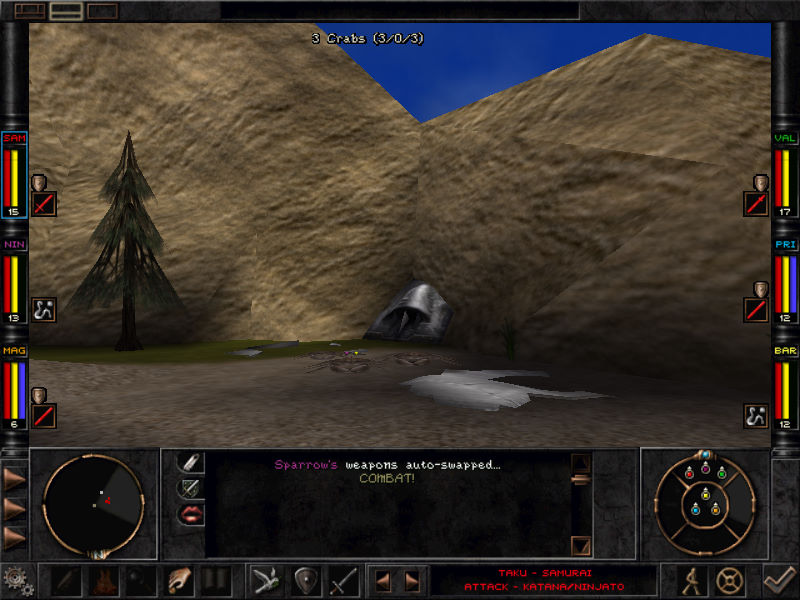 3 Crabs (3/0/3)
SAM
15
NIN
13
MAG
6
VAL
17
PRI
12
BAR
12
Sparrow's weapons auto-swapped...
COMBAT!
TAKU - SAMURAI
ATTACK - KATANA/NINJATO